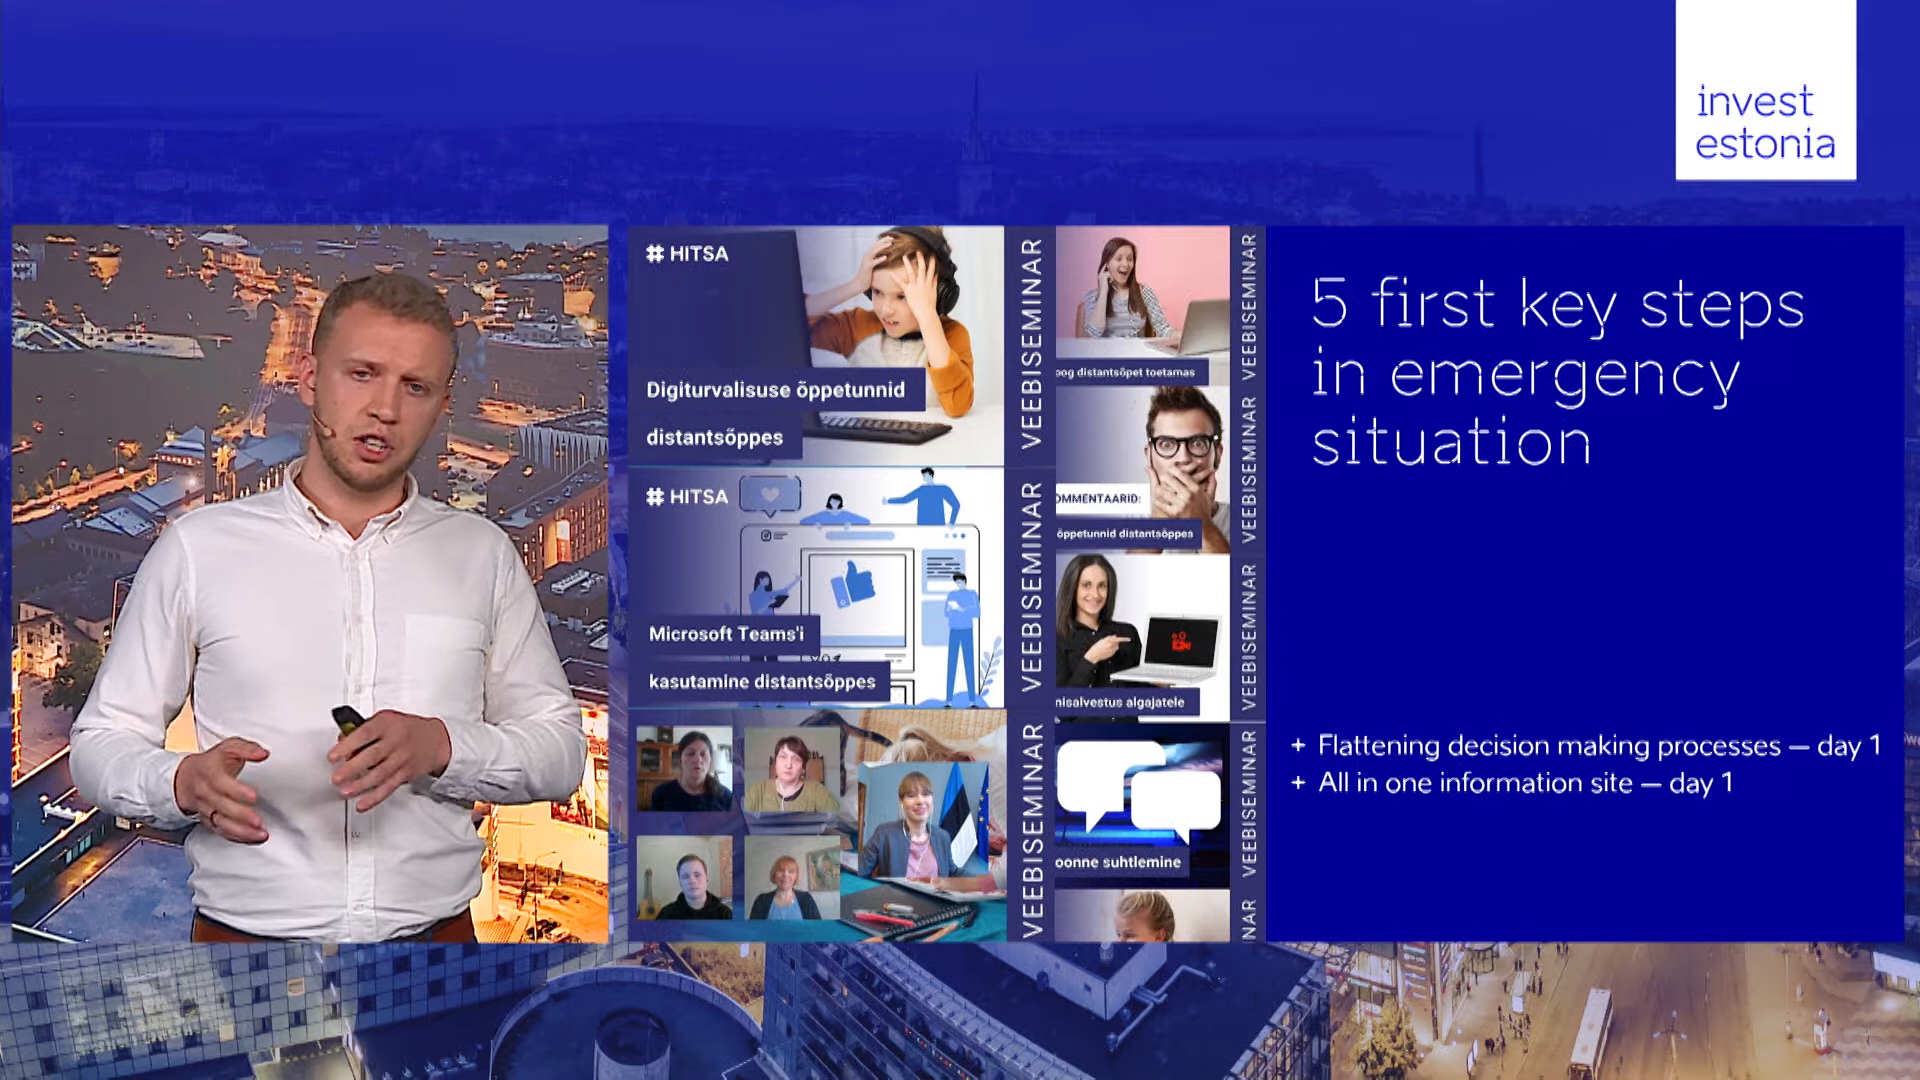 invest
estonia
# HITSA
Digiturvalisuse õppetunnid
distantsõppes
VEEBISEMINAR
# HITSA
Microsoft Teams'i
kasutamine distantsõppes
VEEBISEMINAR
VEEBISEMINAR
oog distantsõpet toetamas
VEEBISEMINAR
OMMENTAARID:
õppetunnid distantsõppes
VEEBISEMINAR
nisalvestus algajatele
VEEBISEMINAR
oonne suhtlemine
VEEBISEMINAR
NAR
5 first key steps
in emergency
situation
+ Flattening decision making processes — day 1
+ All in one information site — day 1